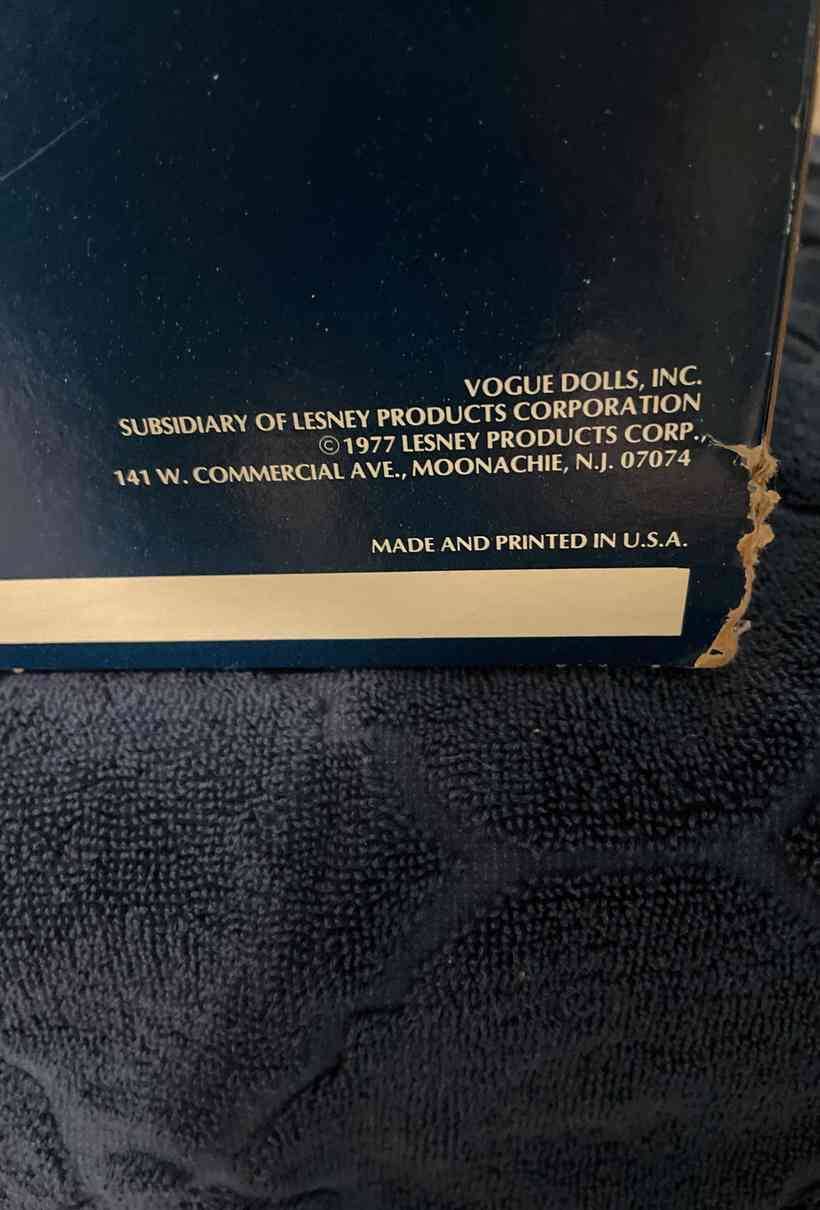 VOGUE DOLLS, INC.
SUBSIDIARY OF LESNEY PRODUCTS CORPORATION
©1977 LESNEY PRODUCTS CORP.,
141 W. COMMERCIAL AVE., MOONACHIE, N.J. 07074
MADE AND PRINTED IN U.S.A.